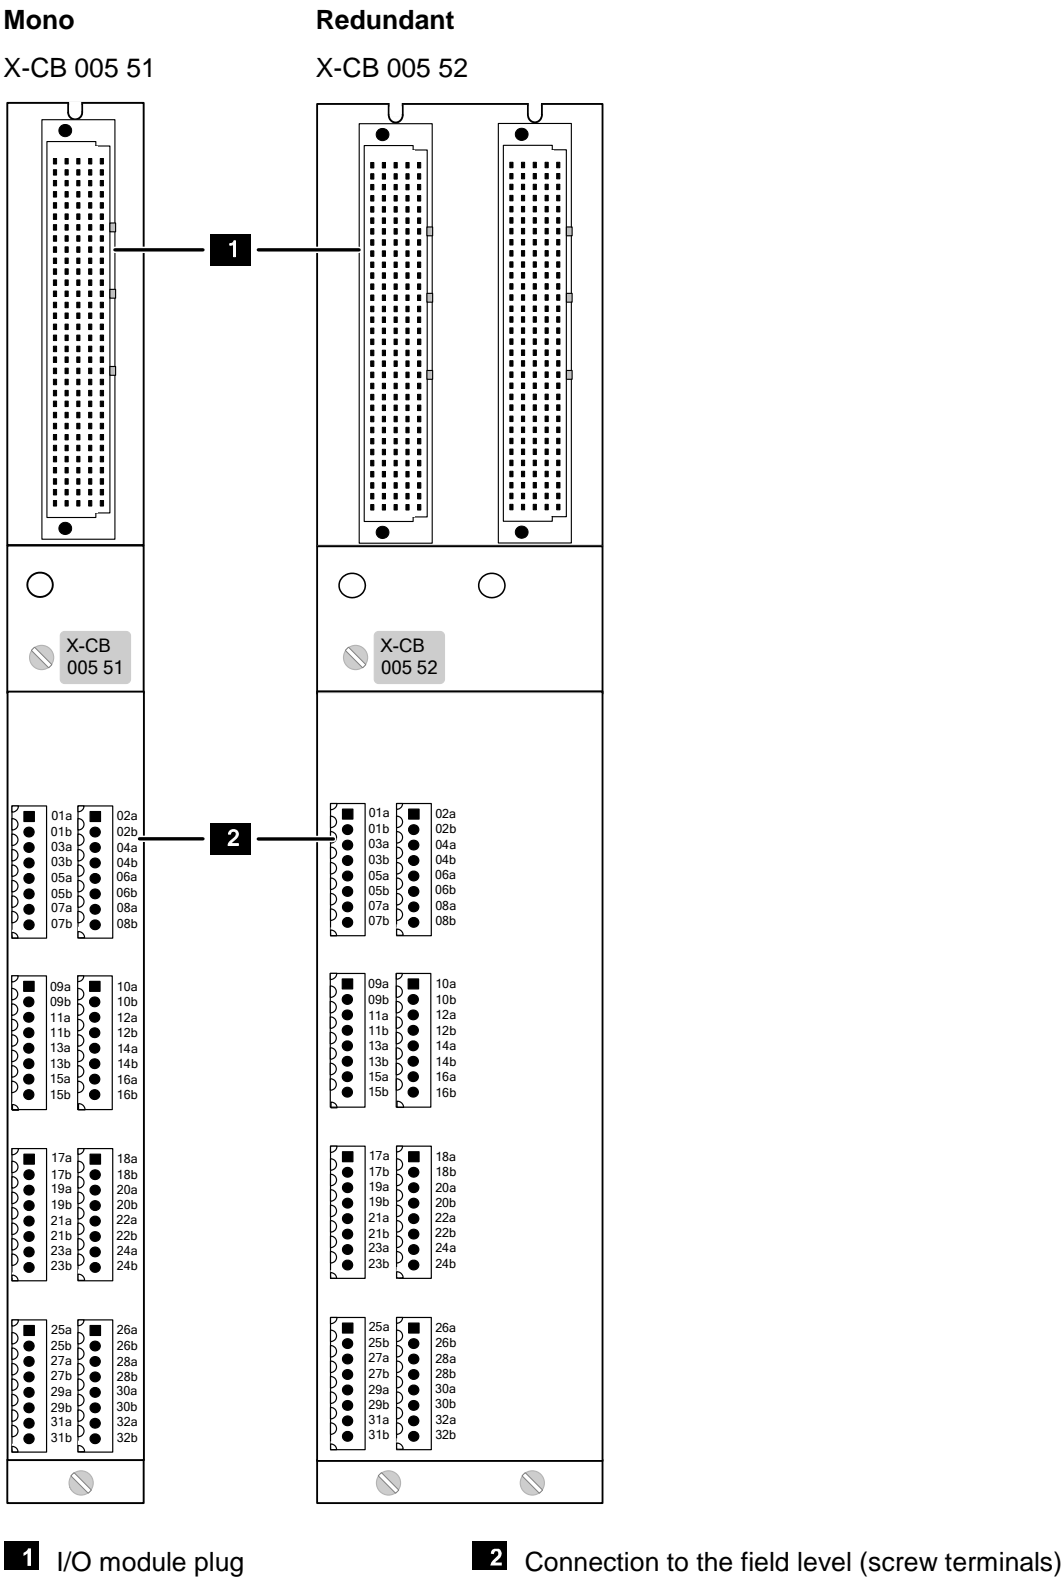 Mono Redundant
X-CB 005 51 X-CB 005 52
1
X-CB
005 51
X-CB
005 52
01a 02a
01b 02b
03a 04a
03b 04b
05a 06a
05b 06b
07a 08a
07b 08b
2
01a 02a
01b 02b
03a 04a
03b 04b
05a 06a
05b 06b
07a 08a
07b 08b
09a 10a
09b 10b
11a 12a
11b 12b
13a 14a
13b 14b
15a 16a
15b 16b
09a 10a
09b 10b
11a 12a
11b 12b
13a 14a
13b 14b
15a 16a
15b 16b
17a 18a
17b 18b
19a 20a
19b 20b
21a 22a
21b 22b
23a 24a
23b 24b
17a 18a
17b 18b
19a 20a
19b 20b
21a 22a
21b 22b
23a 24a
23b 24b
25a 26a
25b 26b
27a 28a
27b 28b
29a 30a
29b 30b
31a 32a
31b 32b
25a 26a
25b 26b
27a 28a
27b 28b
29a 30a
29b 30b
31a 32a
31b 32b
1 I/O module plug 2 Connection to the field level (screw terminals)